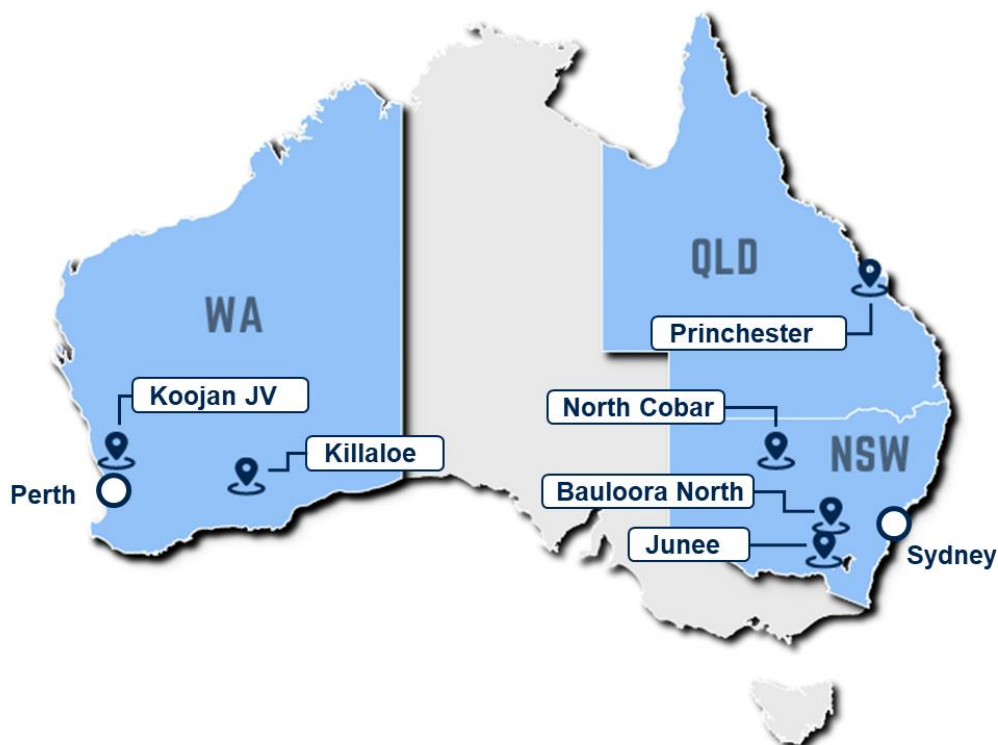 QLD
WA
Princhester
Koojan JV
North Cobar
NSW
Killaloe
Perth
Bauloora North
Junee
Sydney